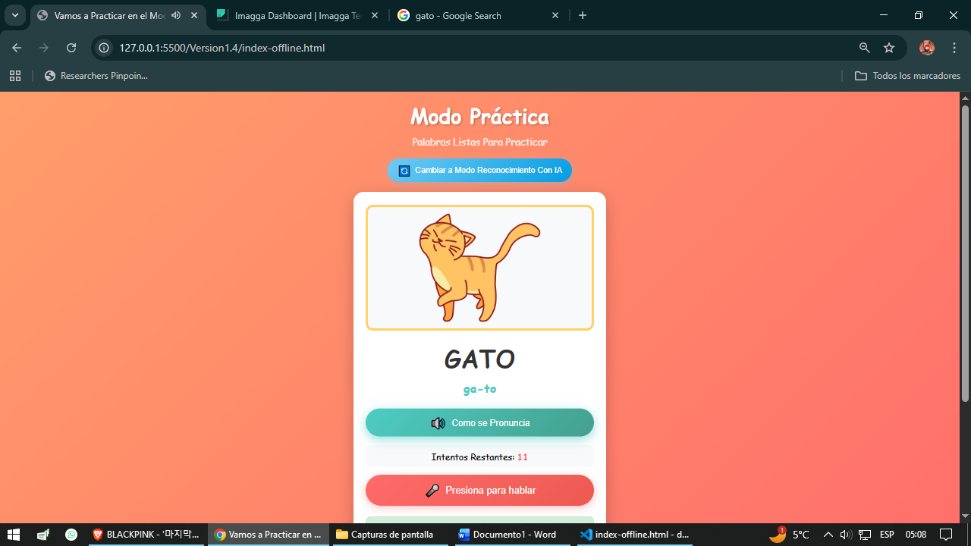 Vamos a Practicar en el Mo
Imagga Dashboard | Imagga Te
gato - Google Search
127.0.0.1:5500/Version1.4/index-offline.html
Researchers Pinpoin...
Todos los marcadores
Modo Práctica
Palabras Listas Para Practicar
Cambiar a Modo Reconocimiento Con IA
GATO
ga-to
Como se Pronuncia
Intentos Restantes: 11
Presiona para hablar
BLACKPINK - '마지막...
Vamos a Practicar en ...
Capturas de pantalla
Documento1 - Word
index-offline.html - d...
1
5°C
ESP
05:08